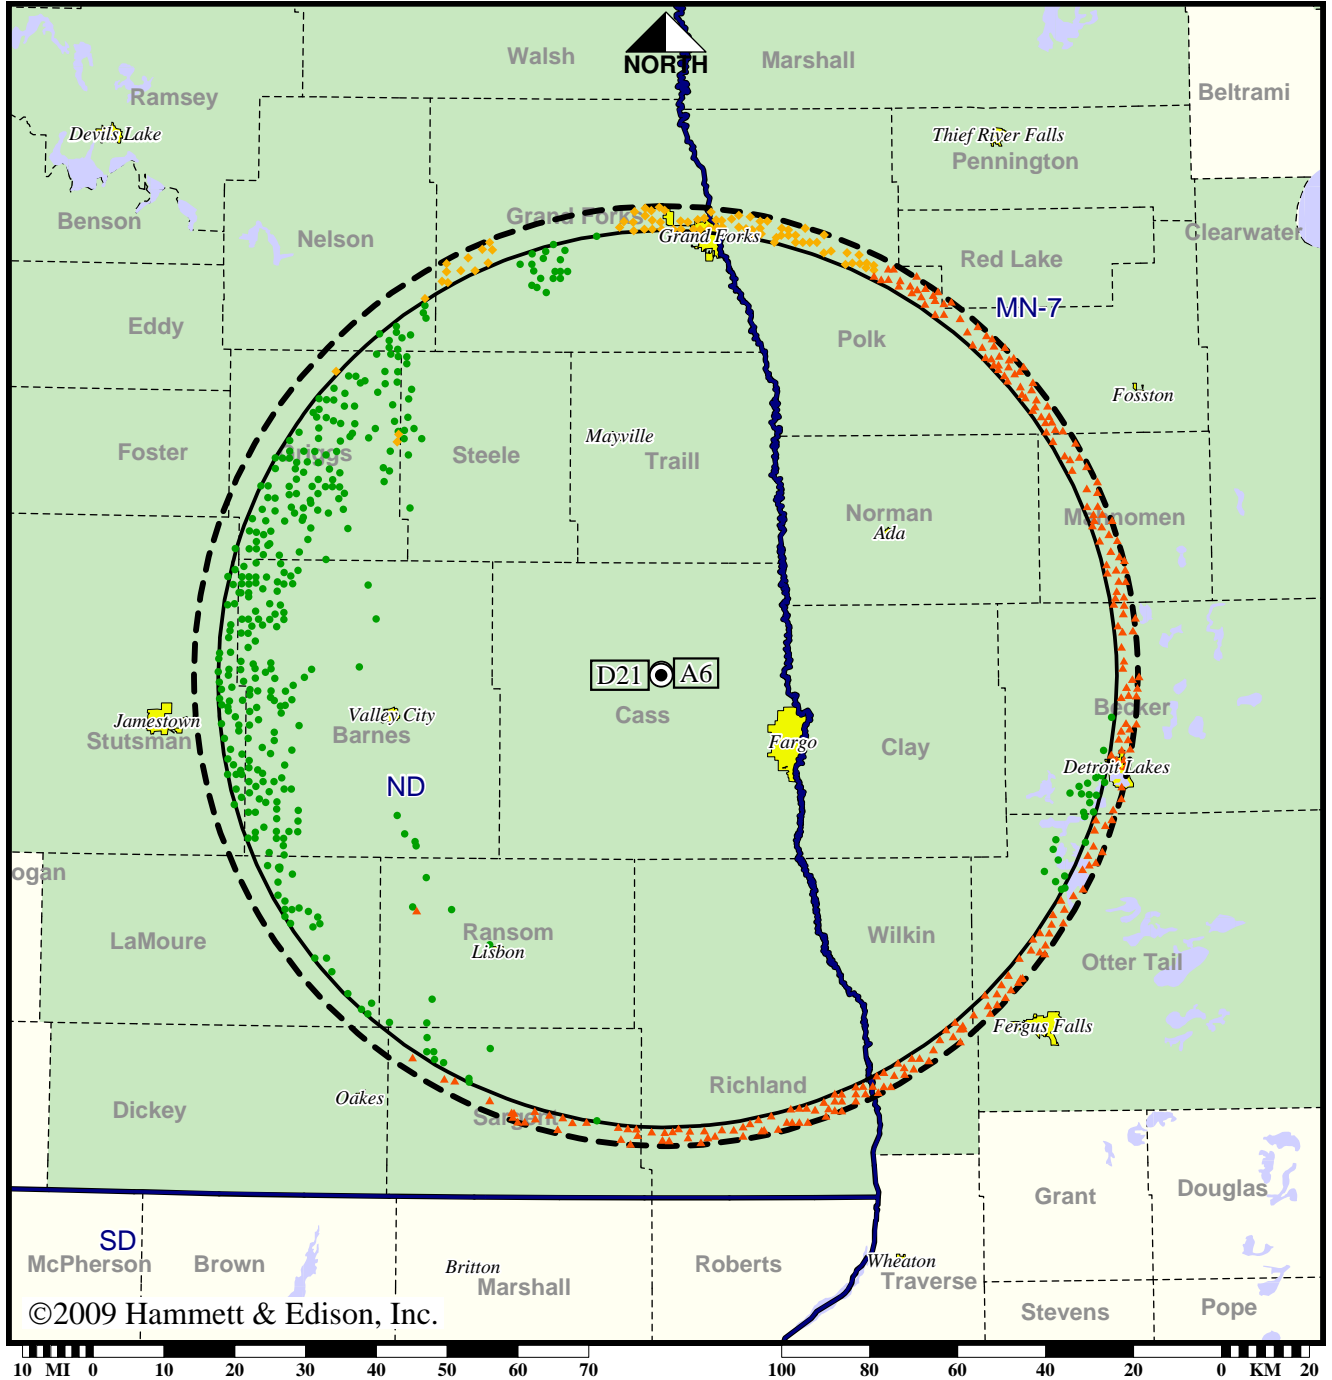 Walsh
Marshall
NORTH
Beltrami
Ramsey
Devils Lake
Thief River Falls
Pennington
Benson
Nelson
Grand Forks
Grand Forks
Clearwater
Red Lake
MN-7
Eddy
Polk
Fosston
Foster
Griggs
Steele
Mayville
Traill
Norman
Ada
Mahnomen
D21
A6
Jamestown
Stutsman
Valley City
Barnes
Cass
Fargo
Clay
Becker
Detroit Lakes
ND
ogan
LaMoure
Ransom
Lisbon
Wilkin
Otter Tail
Fergus Falls
Dickey
Oakes
Sargent
Richland
Grant
Douglas
SD
McPherson
Brown
Britton
Marshall
Roberts
Wheaton
Traverse
Stevens
Pope
©2009 Hammett & Edison, Inc.
10 MI 0 10 20 30 40 50 60 70 100 80 60 40 20 0 KM 20